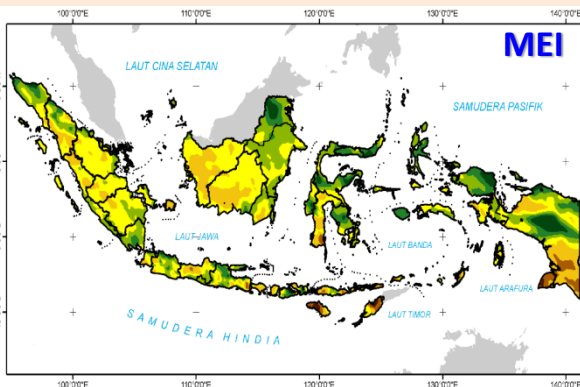 100°0'0"E 110°0'0"E 120°0'0"E 130°0'0"E 140°0'0"E
MEI
LAUT CINA SELATAN
SAMUDERA PASIFIK
LAUT JAWA
LAUT BANDA
LAUT ARAFURA
LAUT TIMOR
SAMUDERA HINDIA
100°0'0"E 110°0'0"E 120°0'0"E 130°0'0"E 140°0'0"E